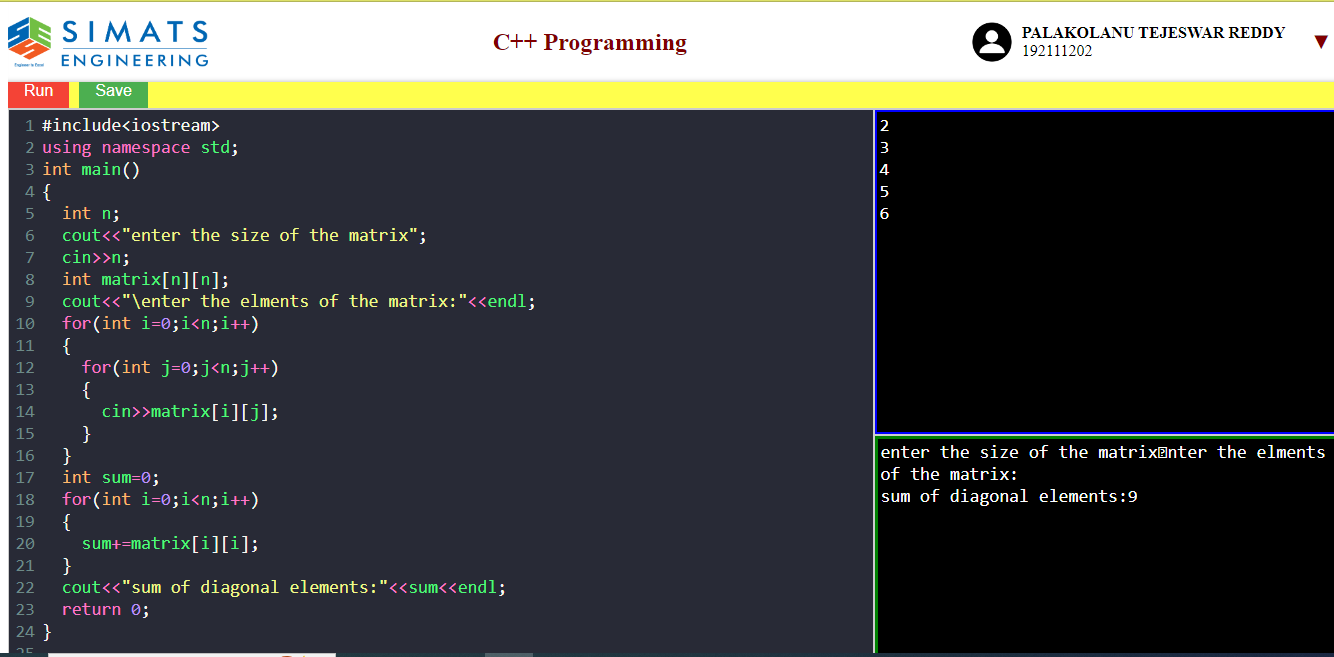 SIMATS
ENGINEERING
Engineer to Excel
C++ Programming
PALAKOLANU TEJESWAR REDDY
192111202
▼
Run
Save
1 #include<iostream>
2 using namespace std;
3 int main()
4 {
5   int n;
6   cout<<"enter the size of the matrix";
7   cin>>n;
8   int matrix[n][n];
9   cout<<"\enter the elments of the matrix:"<<endl;
10   for(int i=0;i<n;i++)
11   {
12     for(int j=0;j<n;j++)
13     {
14       cin>>matrix[i][j];
15     }
16   }
17   int sum=0;
18   for(int i=0;i<n;i++)
19   {
20     sum+=matrix[i][i];
21   }
22   cout<<"sum of diagonal elements:"<<sum<<endl;
23   return 0;
24 }
25
2
3
4
5
6
enter the size of the matrix�nter the elments
of the matrix:
sum of diagonal elements:9